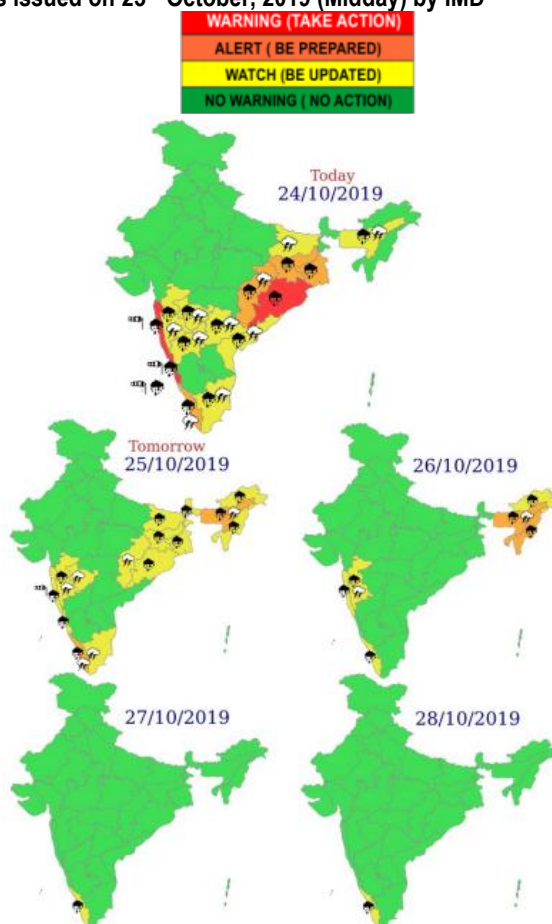 s issued on 23 October, 2019 (Midday) by IMD
WARNING (TAKE ACTION)
ALERT ( BE PREPARED)
WATCH (BE UPDATED)
NO WARNING ( NO ACTION)
Today
24/10/2019
Tomorrow
25/10/2019
26/10/2019
27/10/2019
28/10/2019